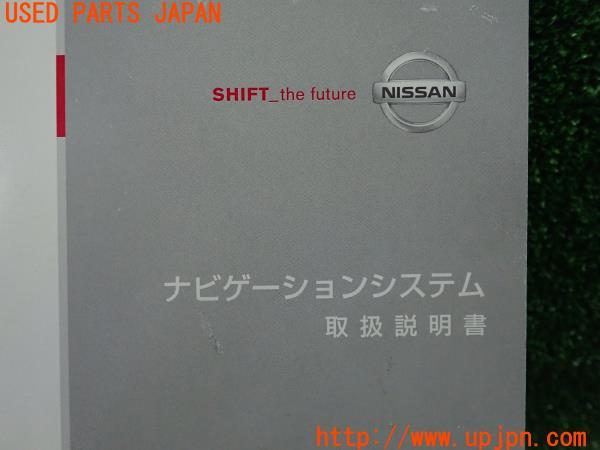 USED PARTS JAPAN
SHIFT_the future
NISSAN
ナビゲーションシステム
取扱説明書
http://www.upjpn.com